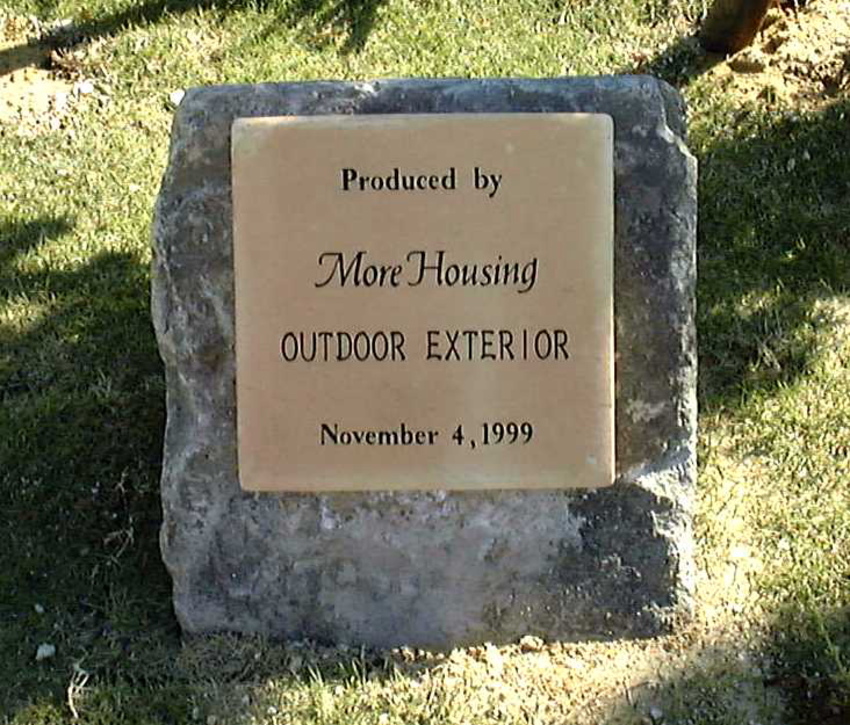 Produced by
More Housing
OUTDOOR EXTERIOR
November 4,1999